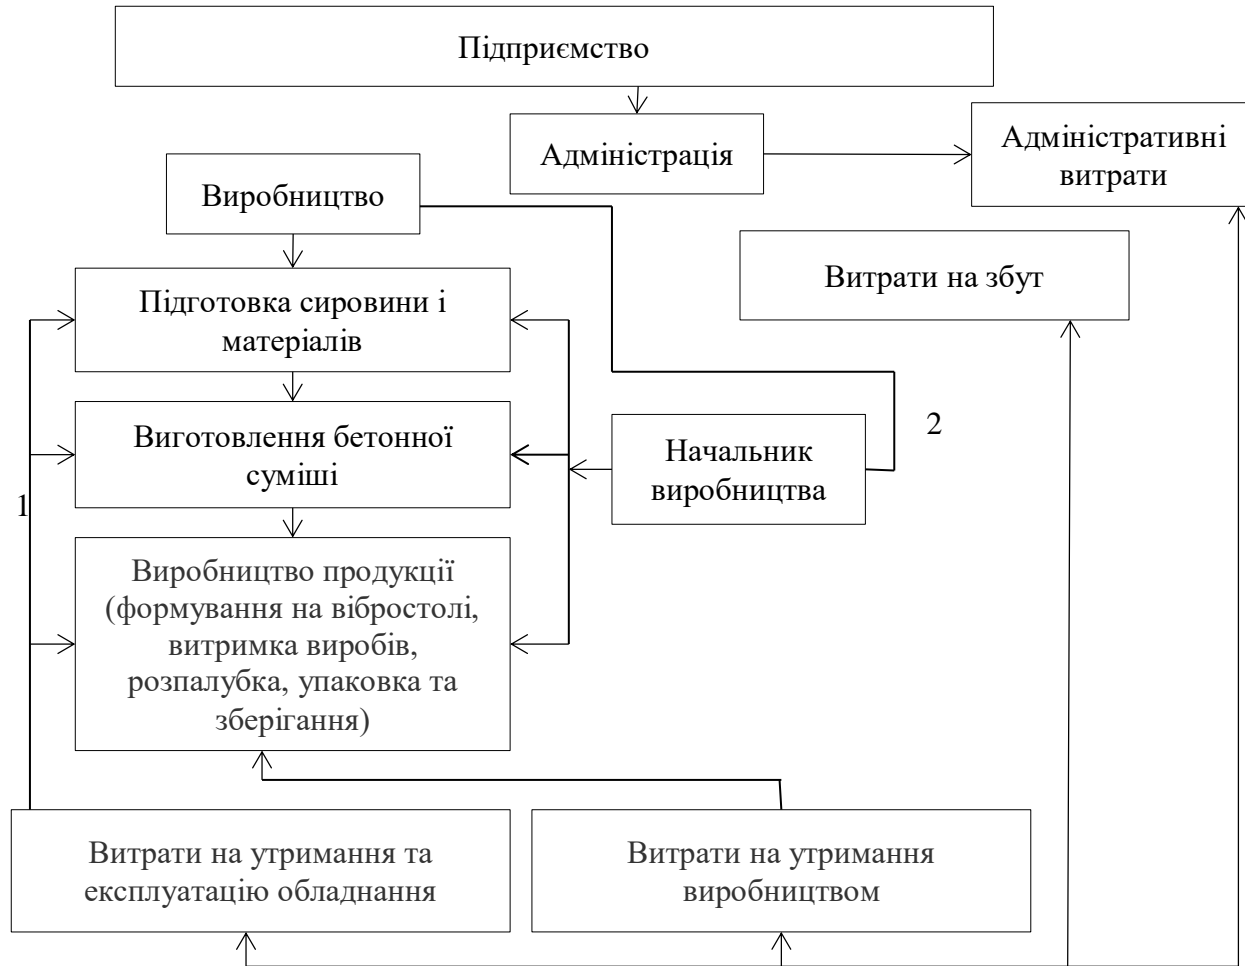 Підприємство
Адміністрація
Адміністративні
витрати
Виробництво
Витрати на збут
Підготовка сировини і
матеріалів
Виготовлення бетонної
суміші
Начальник
виробництва
2
1
Виробництво продукції
(формування на вібростолі,
витримка виробів,
розпалубка, упаковка та
зберігання)
Витрати на утримання та
експлуатацію обладнання
Витрати на утримання
виробництвом